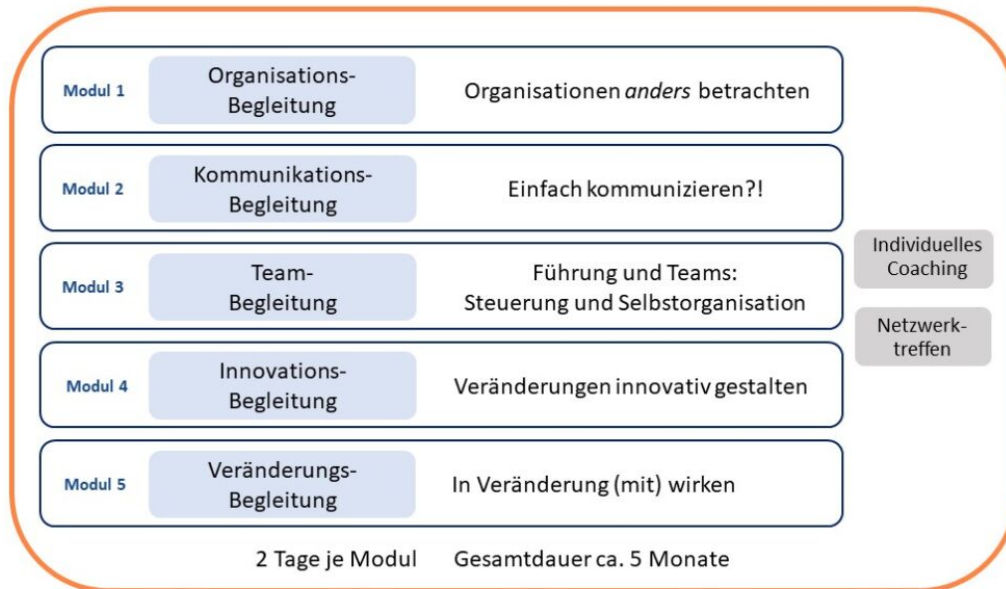 Modul 1
Organisations-
Begleitung
Organisationen anders betrachten
Modul 2
Kommunikations-
Begleitung
Einfach kommunizieren?!
Modul 3
Team-
Begleitung
Führung und Teams:
Steuerung und Selbstorganisation
Modul 4
Innovations-
Begleitung
Veränderungen innovativ gestalten
Modul 5
Veränderungs-
Begleitung
In Veränderung (mit) wirken
Individuelles
Coaching
Netzwerk-
treffen
2 Tage je Modul Gesamtdauer ca. 5 Monate